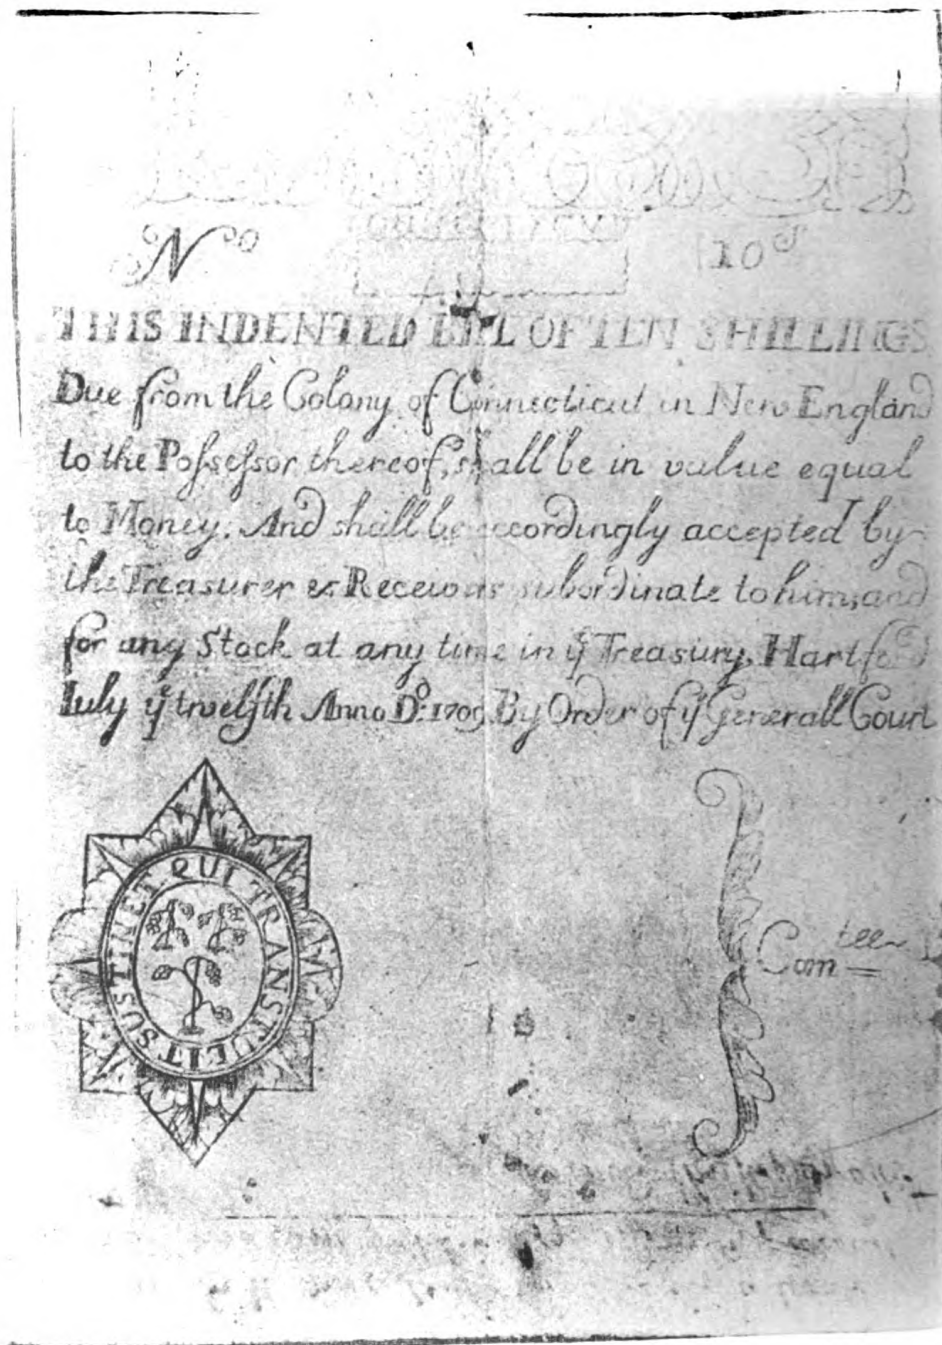 No
10s
THIS INDENTED BILL OF TEN SHILLINGS
Due from the Colony of Connecticut in New England
to the Poſseſsor thereof, shall be in value equal
to Money; And shall be accordingly accepted by
the Treasurer & Receivors subordinate to him, and
for any Stock at any time in ye Treasury, Hartford
Iuly ye twelfth Anno Do: 1709 By Order of ye Generall Court
SUSTINET QUI TRANSTULIT
Comtee